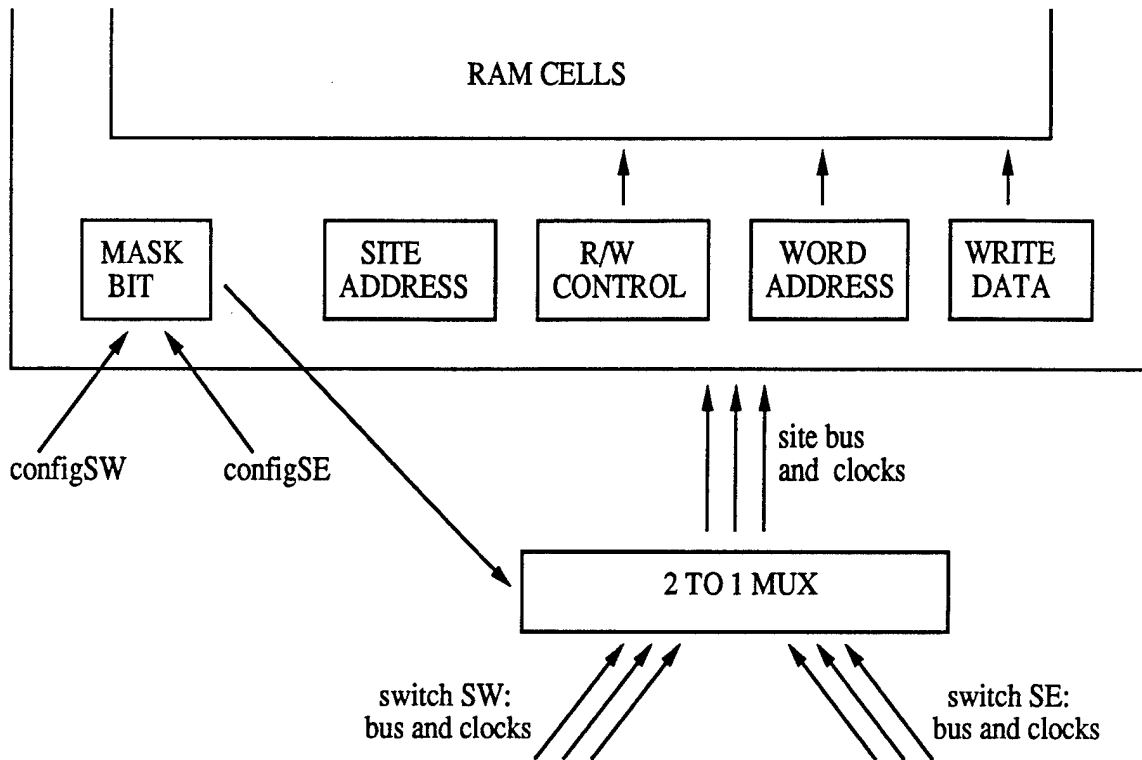 RAM CELLS
MASK
BIT
SITE
ADDRESS
R/W
CONTROL
WORD
ADDRESS
WRITE
DATA
configSW
configSE
site bus
and clocks
2 TO 1 MUX
switch SW:
bus and clocks
switch SE:
bus and clocks